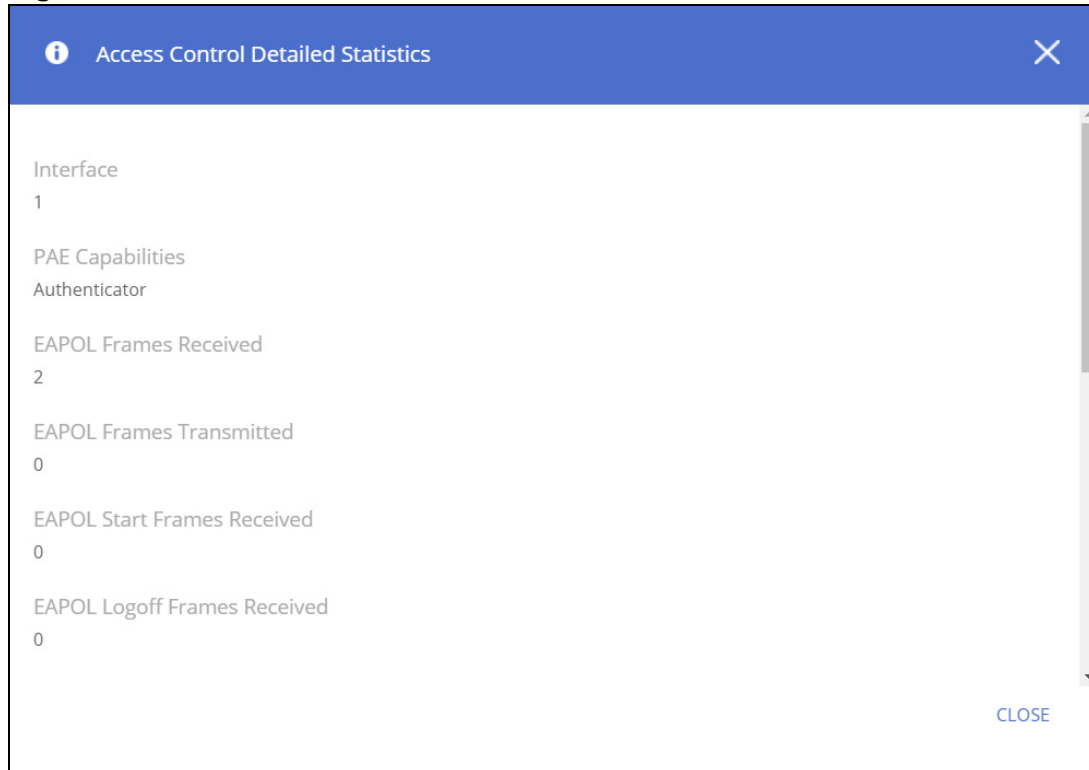 Access Control Detailed Statistics
Interface
1
PAE Capabilities
Authenticator
EAPOL Frames Received
2
EAPOL Frames Transmitted
0
EAPOL Start Frames Received
0
EAPOL Logoff Frames Received
0
CLOSE